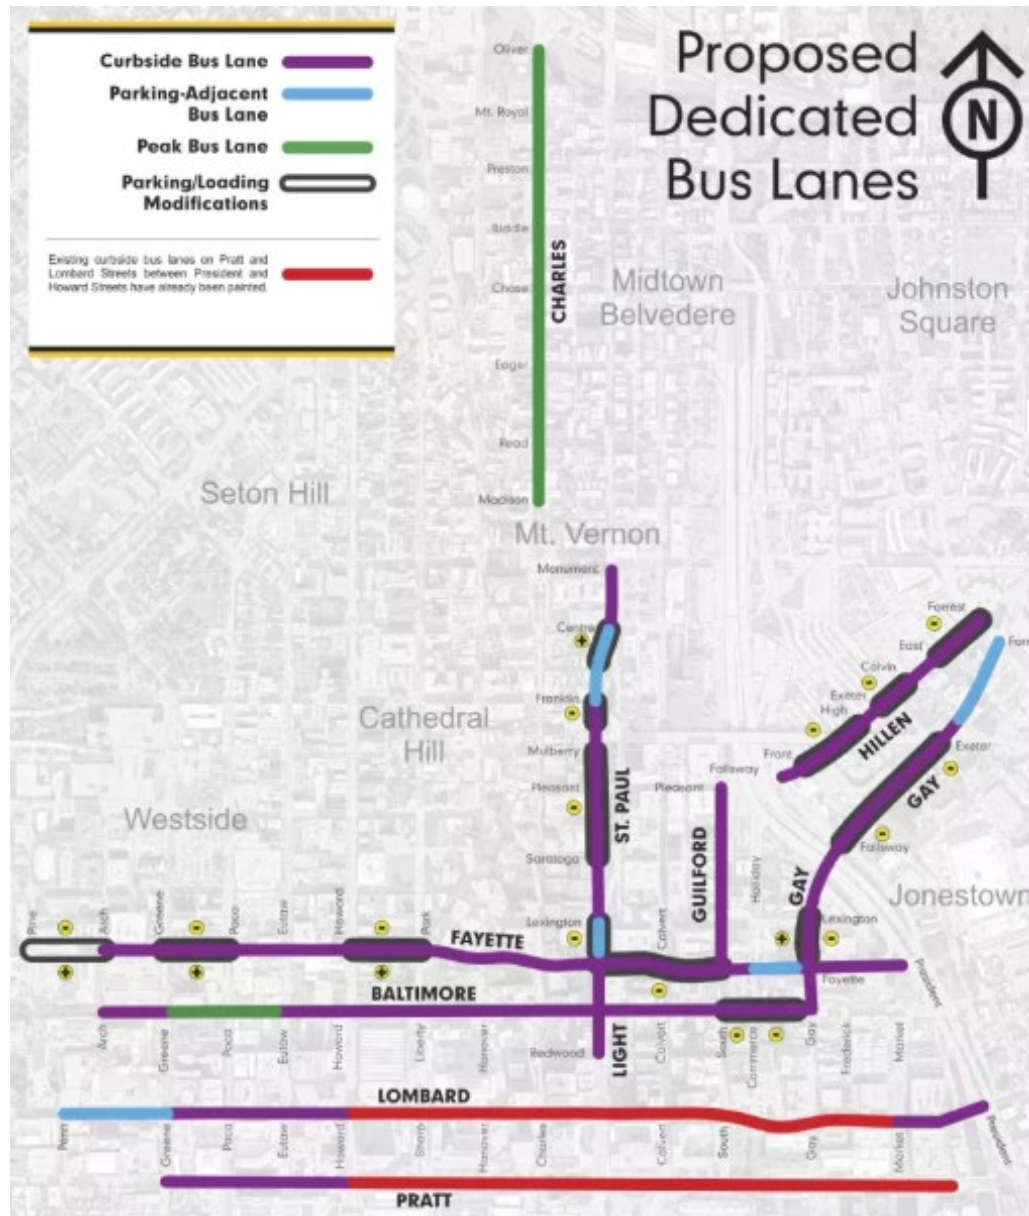 Proposed
Dedicated
Bus Lanes
N
Curbside Bus Lane
Parking-Adjacent
Bus Lane
Peak Bus Lane
Parking/Loading
Modifications
Existing curbside bus lanes on Pratt and
Lombard Streets between President and
Howard Streets have already been painted.
Oliver
Mt. Royal
Preston
Biddle
Chase
Eager
Read
Madison
CHARLES
Midtown
Belvedere
Johnston
Square
Seton Hill
Mt. Vernon
Monument
Centre
Franklin
Mulberry
Pleasant
Saratoga
Lexington
ST. PAUL
Cathedral
Hill
Westside
Forrest
East
Colvin
Exeter
High
Front
HILLEN
Forr
Exeter
GAY
Fallsway
Fallsway
Pleasant
GUILFORD
Holliday
GAY
Lexington
Jonestown
Pine
Arch
Greene
Paca
Eutaw
Howard
Park
FAYETTE
Calvert
Fayette
President
BALTIMORE
Arch
Greene
Paca
Eutaw
Howard
Liberty
Hanover
Redwood
LIGHT
Calvert
South
Commerce
Gay
Frederick
Market
LOMBARD
Penn
Greene
Paca
Eutaw
Howard
Sharp
Hanover
Charles
Calvert
South
Gay
Market
President
PRATT